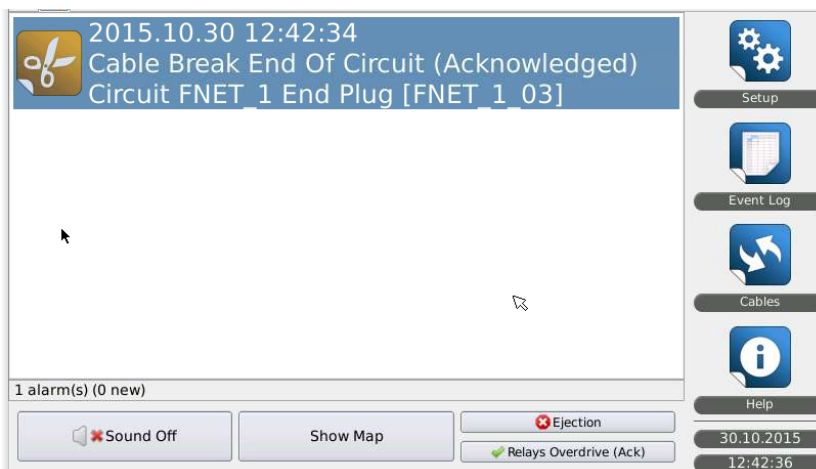 2015.10.30 12:42:34
Cable Break End Of Circuit (Acknowledged)
Circuit FNET_1 End Plug [FNET_1_03]
Setup
Event Log
Cables
Help
1 alarm(s) (0 new)
Sound Off
Show Map
Ejection
Relays Overdrive (Ack)
30.10.2015
12:42:36